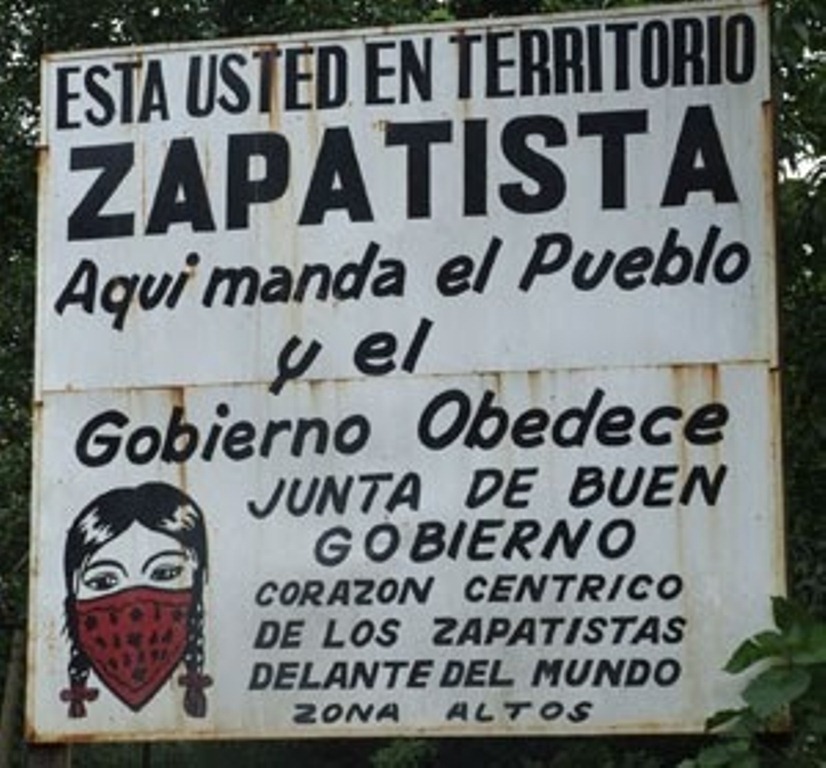 ESTA USTED EN TERRITORIO
ZAPATISTA
Aqui manda el Pueblo
y el
Gobierno Obedece
JUNTA DE BUEN
GOBIERNO
CORAZON CENTRICO
DE LOS ZAPATISTAS
DELANTE DEL MUNDO
ZONA ALTOS